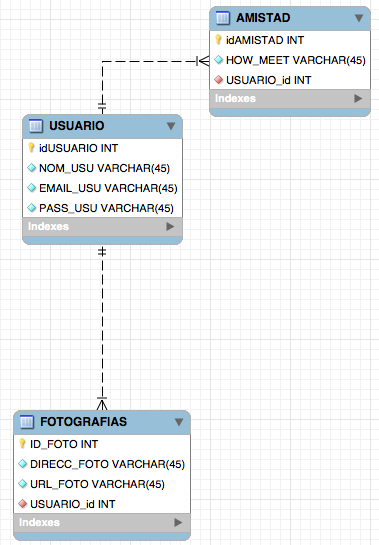 AMISTAD
idAMISTAD INT
HOW_MEET VARCHAR(45)
USUARIO_id INT
Indexes
USUARIO
idUSUARIO INT
NOM_USU VARCHAR(45)
EMAIL_USU VARCHAR(45)
PASS_USU VARCHAR(45)
Indexes
FOTOGRAFIAS
ID_FOTO INT
DIRECC_FOTO VARCHAR(45)
URL_FOTO VARCHAR(45)
USUARIO_id INT
Indexes